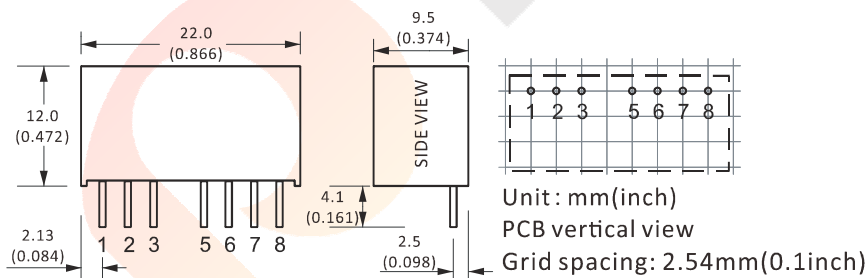 22.0
(0.866)
12.0
(0.472)
2.13
(0.084)
1 2 3 5 6 7 8
9.5
(0.374)
SIDE VIEW
4.1
(0.161)
2.5
(0.098)
1 2 3 5 6 7 8
Unit: mm(inch)
PCB vertical view
Grid spacing: 2.54mm(0.1inch)